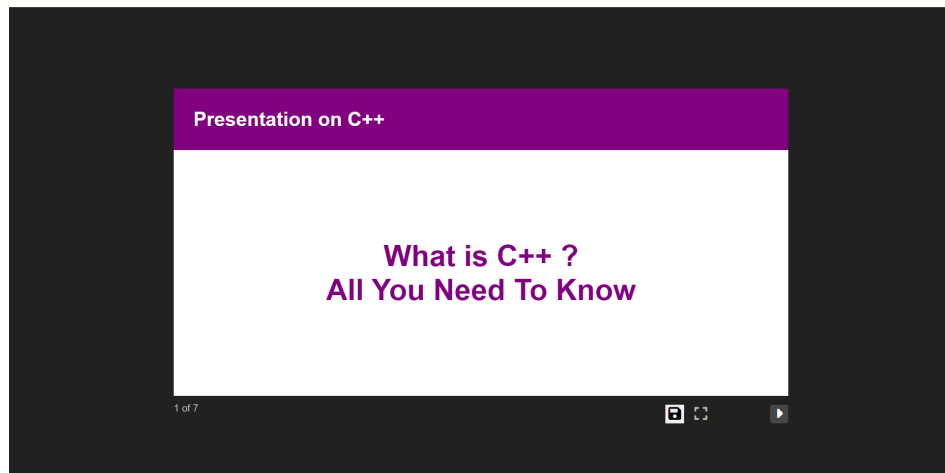 Presentation on C++
What is C++ ?
All You Need To Know
1 of 7